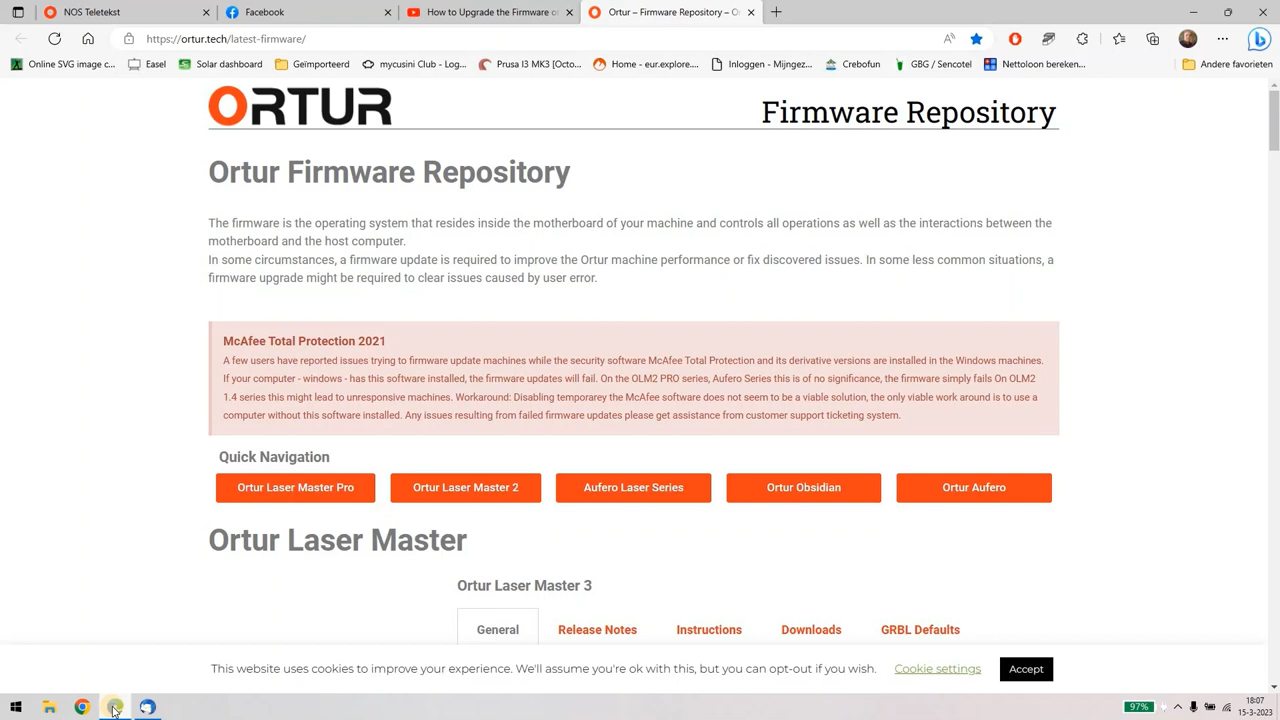 NOS Teletekst
Facebook
How to Upgrade the Firmware o
Ortur – Firmware Repository – O
https://ortur.tech/latest-firmware/
Online SVG image c...
Easel
Solar dashboard
Geïmporteerd
mycusini Club - Log...
Prusa I3 MK3 [Octo...
Home - eur.explore....
Inloggen - Mijngez...
Crebofun
GBG / Sencotel
Nettoloon bereken...
Andere favorieten
ORTUR
Firmware Repository
Ortur Firmware Repository
The firmware is the operating system that resides inside the motherboard of your machine and controls all operations as well as the interactions between the
motherboard and the host computer.
In some circumstances, a firmware update is required to improve the Ortur machine performance or fix discovered issues. In some less common situations, a
firmware upgrade might be required to clear issues caused by user error.
McAfee Total Protection 2021
A few users have reported issues trying to firmware update machines while the security software McAfee Total Protection and its derivative versions are installed in the Windows machines.
If your computer - windows - has this software installed, the firmware updates will fail. On the OLM2 PRO series, Aufero Series this is of no significance, the firmware simply fails On OLM2
1.4 series this might lead to unresponsive machines. Workaround: Disabling temporarey the McAfee software does not seem to be a viable solution, the only viable work around is to use a
computer without this software installed. Any issues resulting from failed firmware updates please get assistance from customer support ticketing system.
Quick Navigation
Ortur Laser Master Pro
Ortur Laser Master 2
Aufero Laser Series
Ortur Obsidian
Ortur Aufero
Ortur Laser Master
Ortur Laser Master 3
General
Release Notes
Instructions
Downloads
GRBL Defaults
This website uses cookies to improve your experience. We'll assume you're ok with this, but you can opt-out if you wish.
Cookie settings
Accept
97%
18:07
15-3-2023